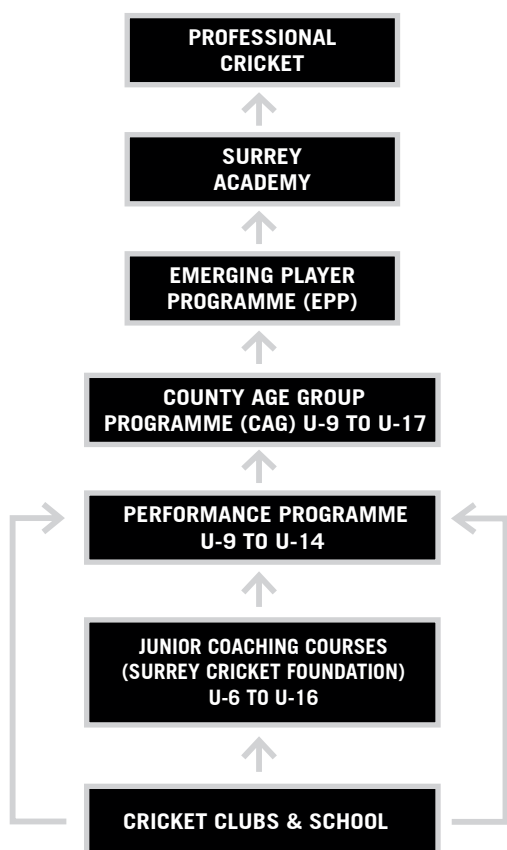 PROFESSIONAL
CRICKET
SURREY
ACADEMY
EMERGING PLAYER
PROGRAMME (EPP)
COUNTY AGE GROUP
PROGRAMME (CAG) U-9 TO U-17
PERFORMANCE PROGRAMME
U-9 TO U-14
JUNIOR COACHING COURSES
(SURREY CRICKET FOUNDATION)
U-6 TO U-16
CRICKET CLUBS & SCHOOL